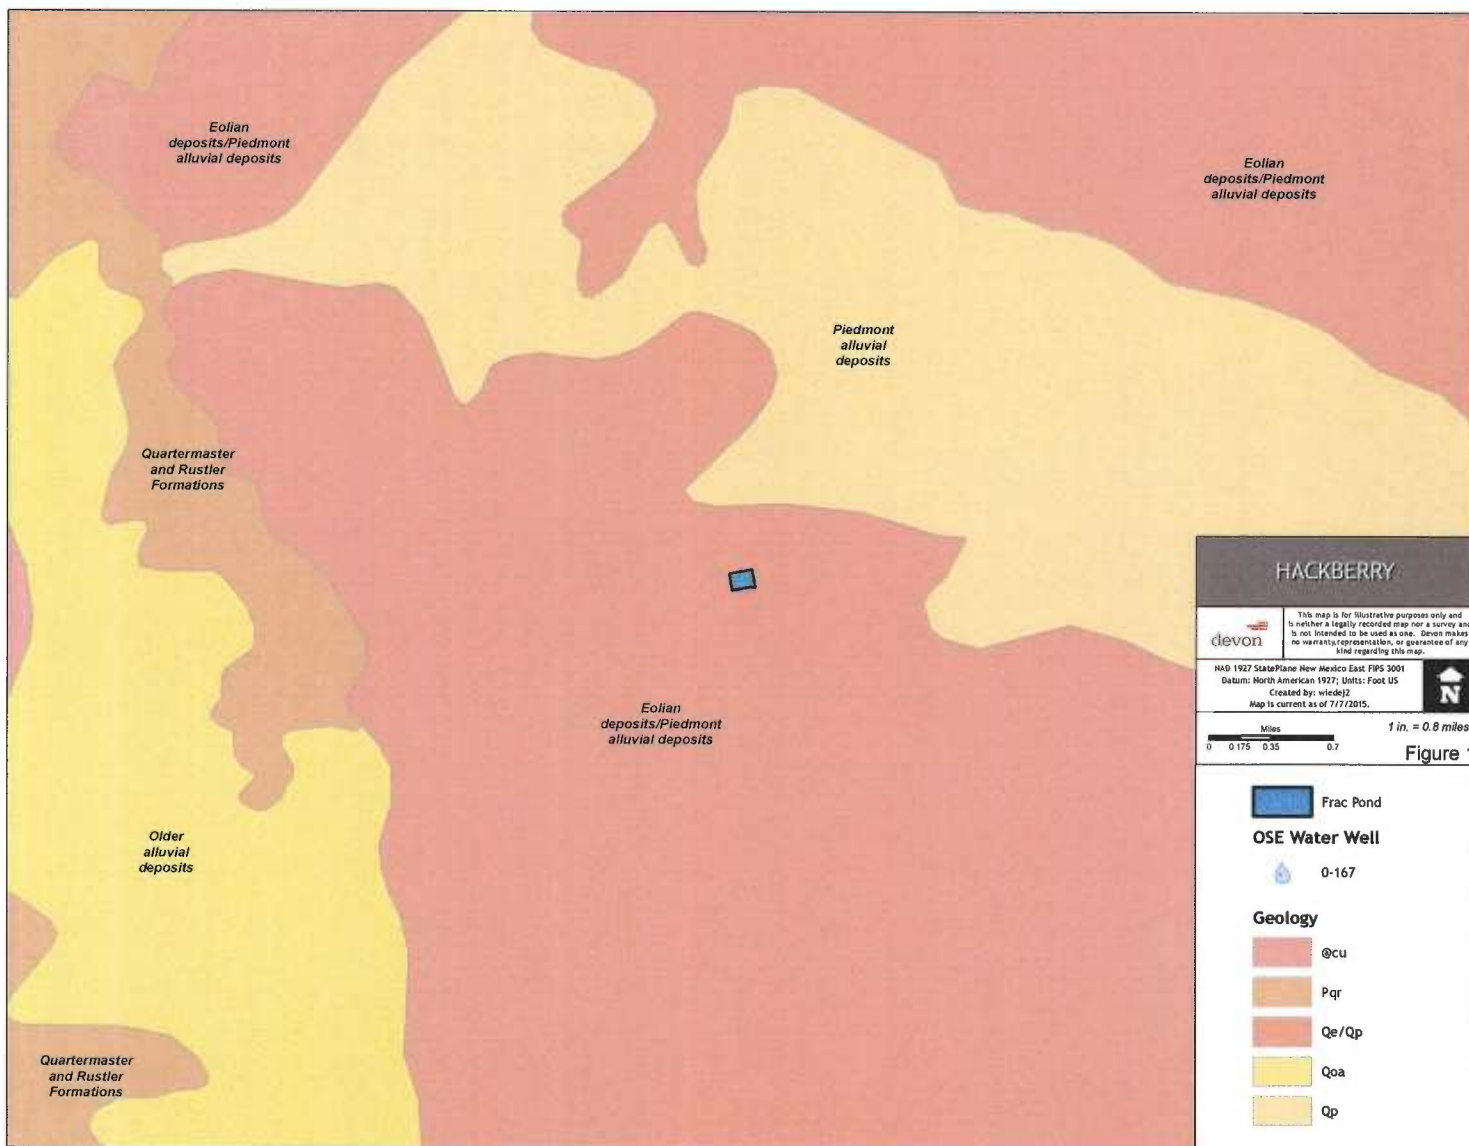 Eolian
deposits/Piedmont
alluvial deposits
Eolian
deposits/Piedmont
alluvial deposits
Piedmont
alluvial
deposits
Quartermaster
and Rustler
Formations
Eolian
deposits/Piedmont
alluvial deposits
Older
alluvial
deposits
Quartermaster
and Rustler
Formations
HACKBERRY
devon
This map is for illustrative purposes only and
is neither a legally recorded map nor a survey and
is not intended to be used as one. Devon makes
no warranty, representation, or guarantee of any
kind regarding this map.
NAD 1927 StatePlane New Mexico East FIPS 3001
Datum: North American 1927; Units: Foot US
Created by: wiedej2
Map is current as of 7/7/2015.
N
Miles
0 0.175 0.35 0.7
1 in. = 0.8 miles
Figure 1
Frac Pond
OSE Water Well
0-167
Geology
@cu
Pqr
Qe/Qp
Qoa
Qp